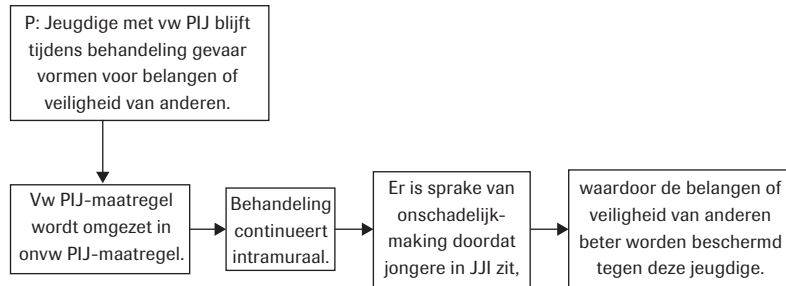 P: Jeugdige met vw PIJ blijft
tijdens behandeling gevaar
vormen voor belangen of
veiligheid van anderen.
Vw PIJ-maatregel
wordt omgezet in
onvw PIJ-maatregel.
Behandeling
continueert
intramuraal.
Er is sprake van
onschadelijk-
making doordat
jongere in JJI zit,
waardoor de belangen of
veiligheid van anderen
beter worden beschermd
tegen deze jeugdige.